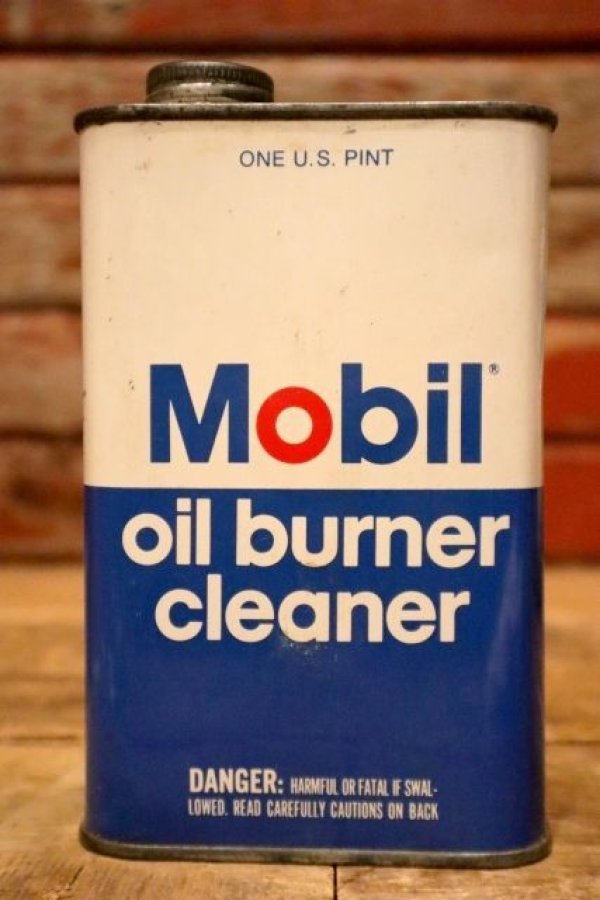 ONE U.S. PINT
Mobil®
oil burner
cleaner
DANGER: HARMFUL OR FATAL IF SWAL-
LOWED. READ CAREFULLY CAUTIONS ON BACK